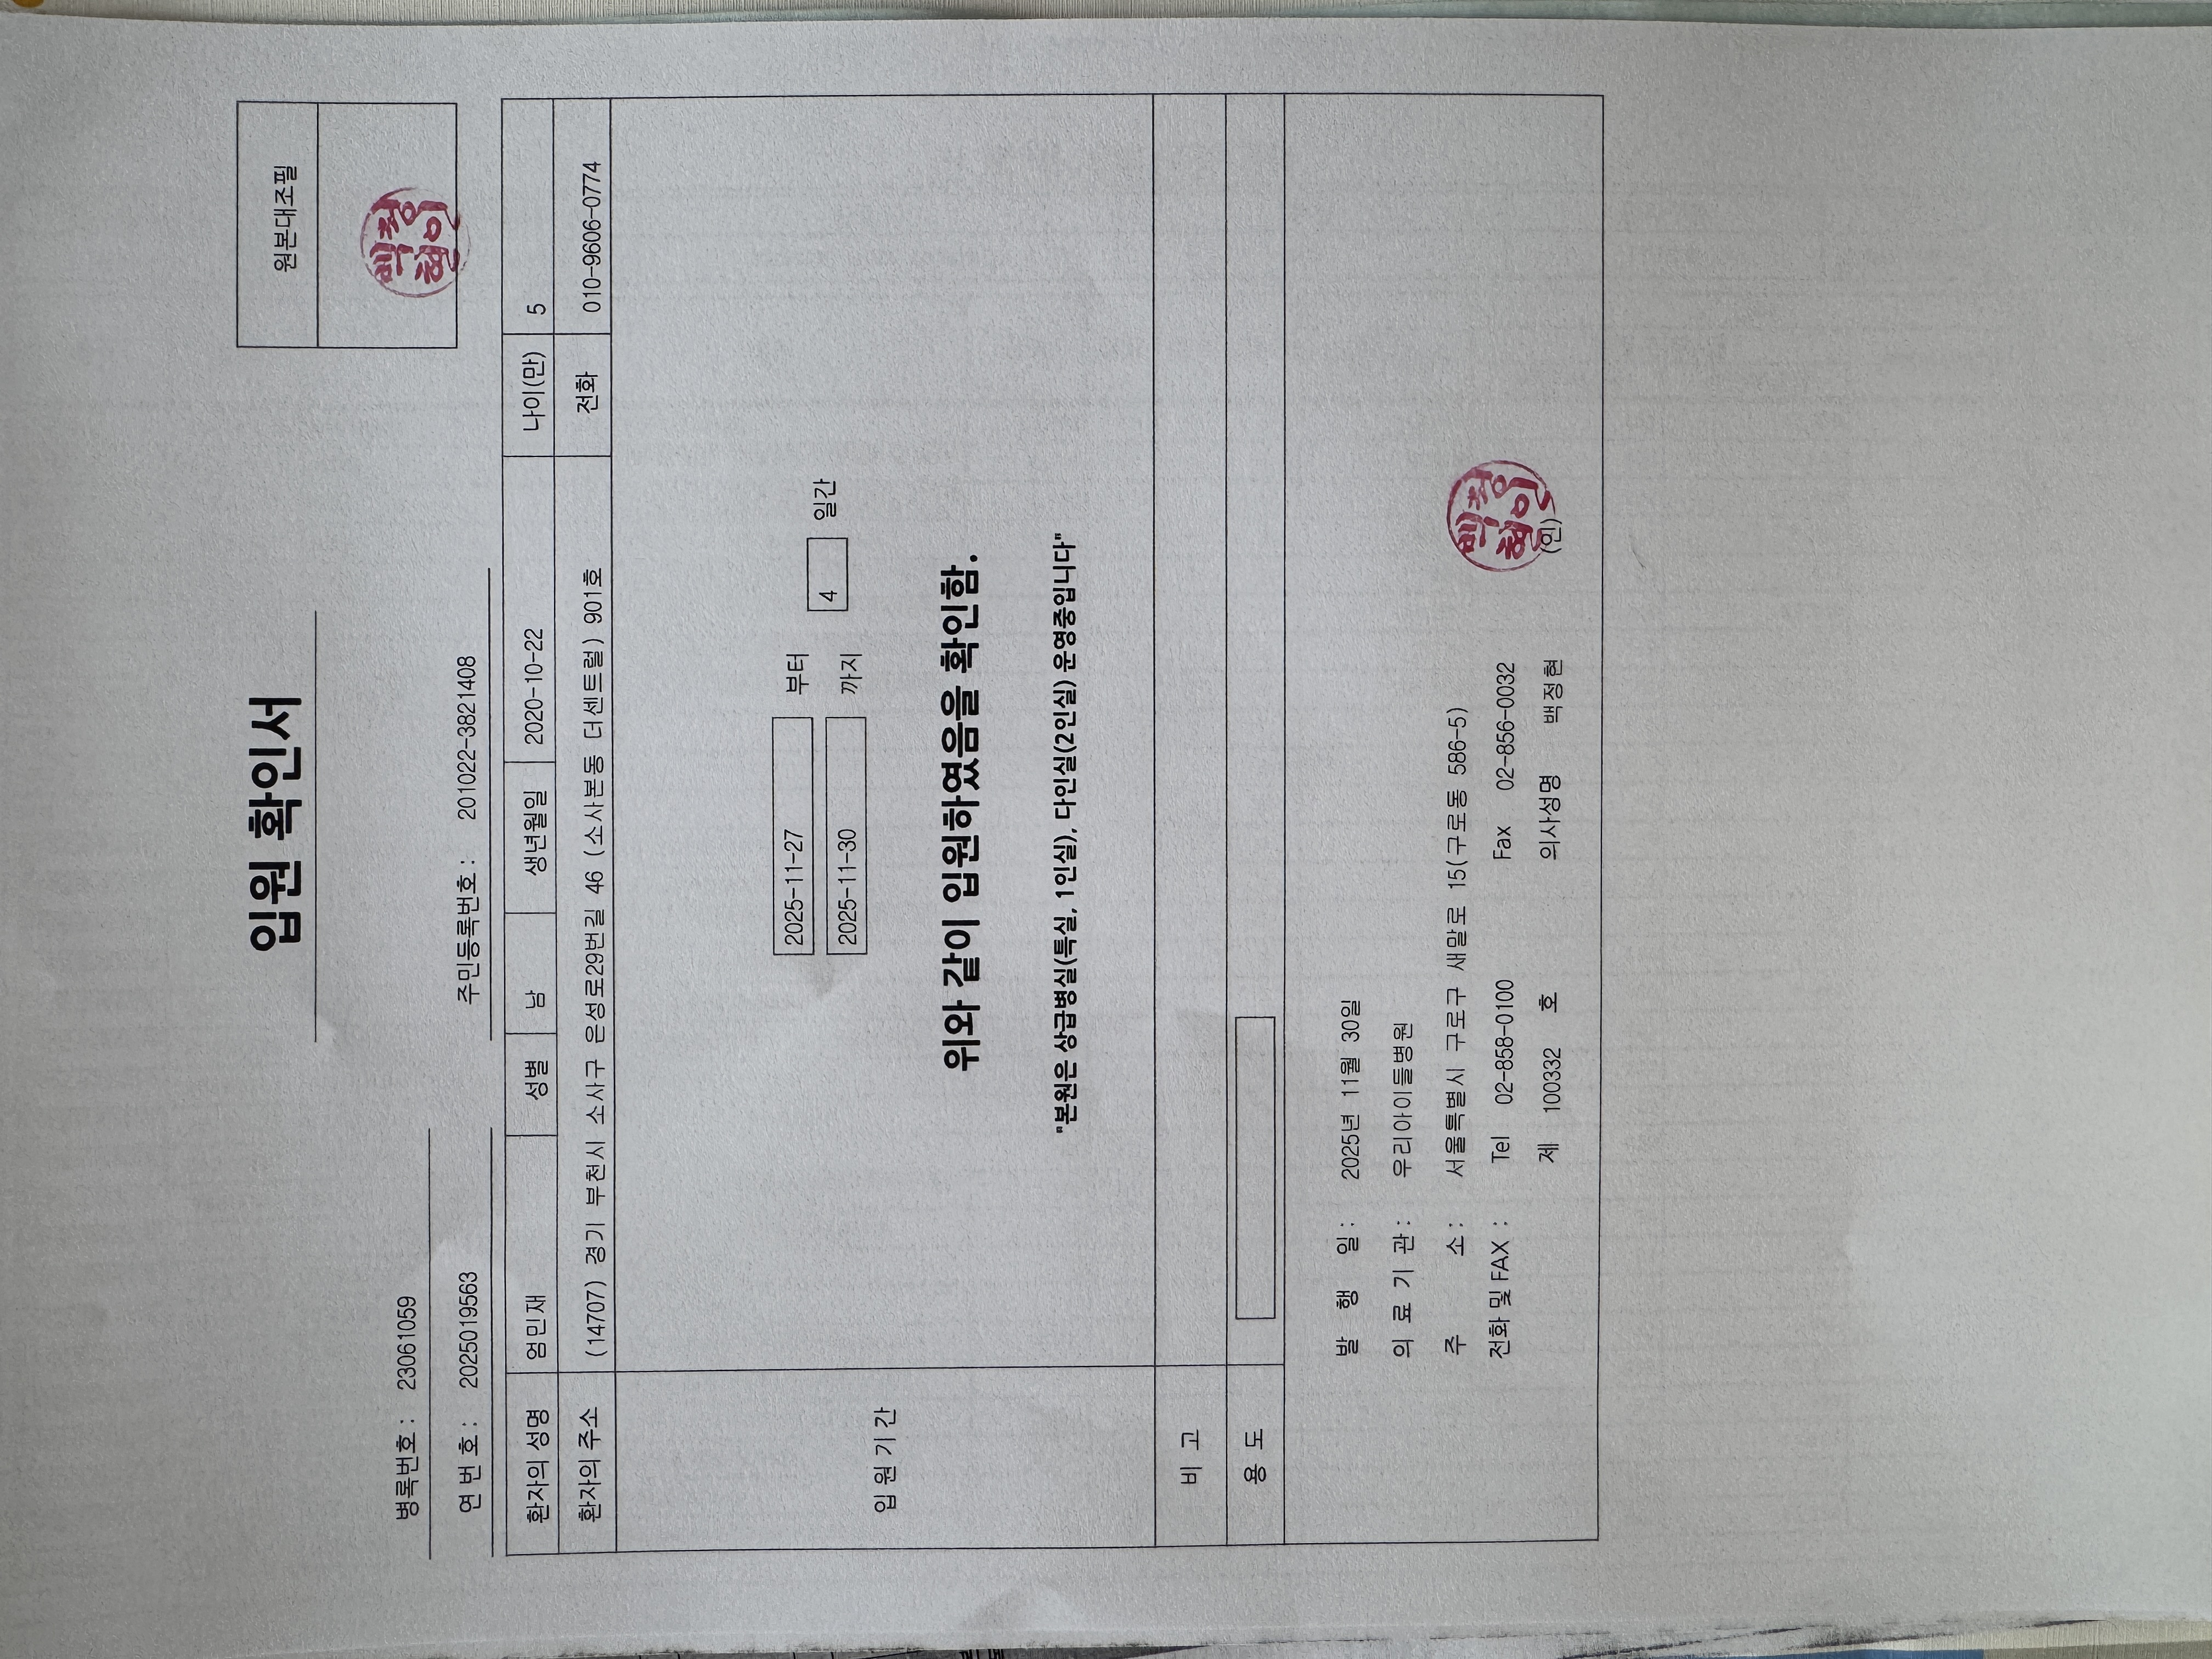 입원 확인서
원본대조필
병록번호 : 23061059
연 번 호 : 2025019563 주민등록번호 : 201022-3821408
환자의 성명 엄민재 성별 남 생년월일 2020-10-22 나이(만) 5
환자의 주소 (14707) 경기 부천시 소사구 은성로29번길 46 (소사본동 더센트럴) 901호 전화 010-9606-0774
입 원 기 간
2025-11-27 부터
2025-11-30 까지
4 일간
위와 같이 입원하였음을 확인함.
"본원은 상급병실(특실, 1인실), 다인실(2인실) 운영중입니다"
비 고
용 도
발 행 일 : 2025년 11월 30일
의 료 기 관 : 우리아이들병원
주 소 : 서울특별시 구로구 새말로 15(구로동 586-5)
전화 및 FAX : Tel 02-858-0100 Fax 02-856-0032
제 100332 호 의사성명 백정현 (인)